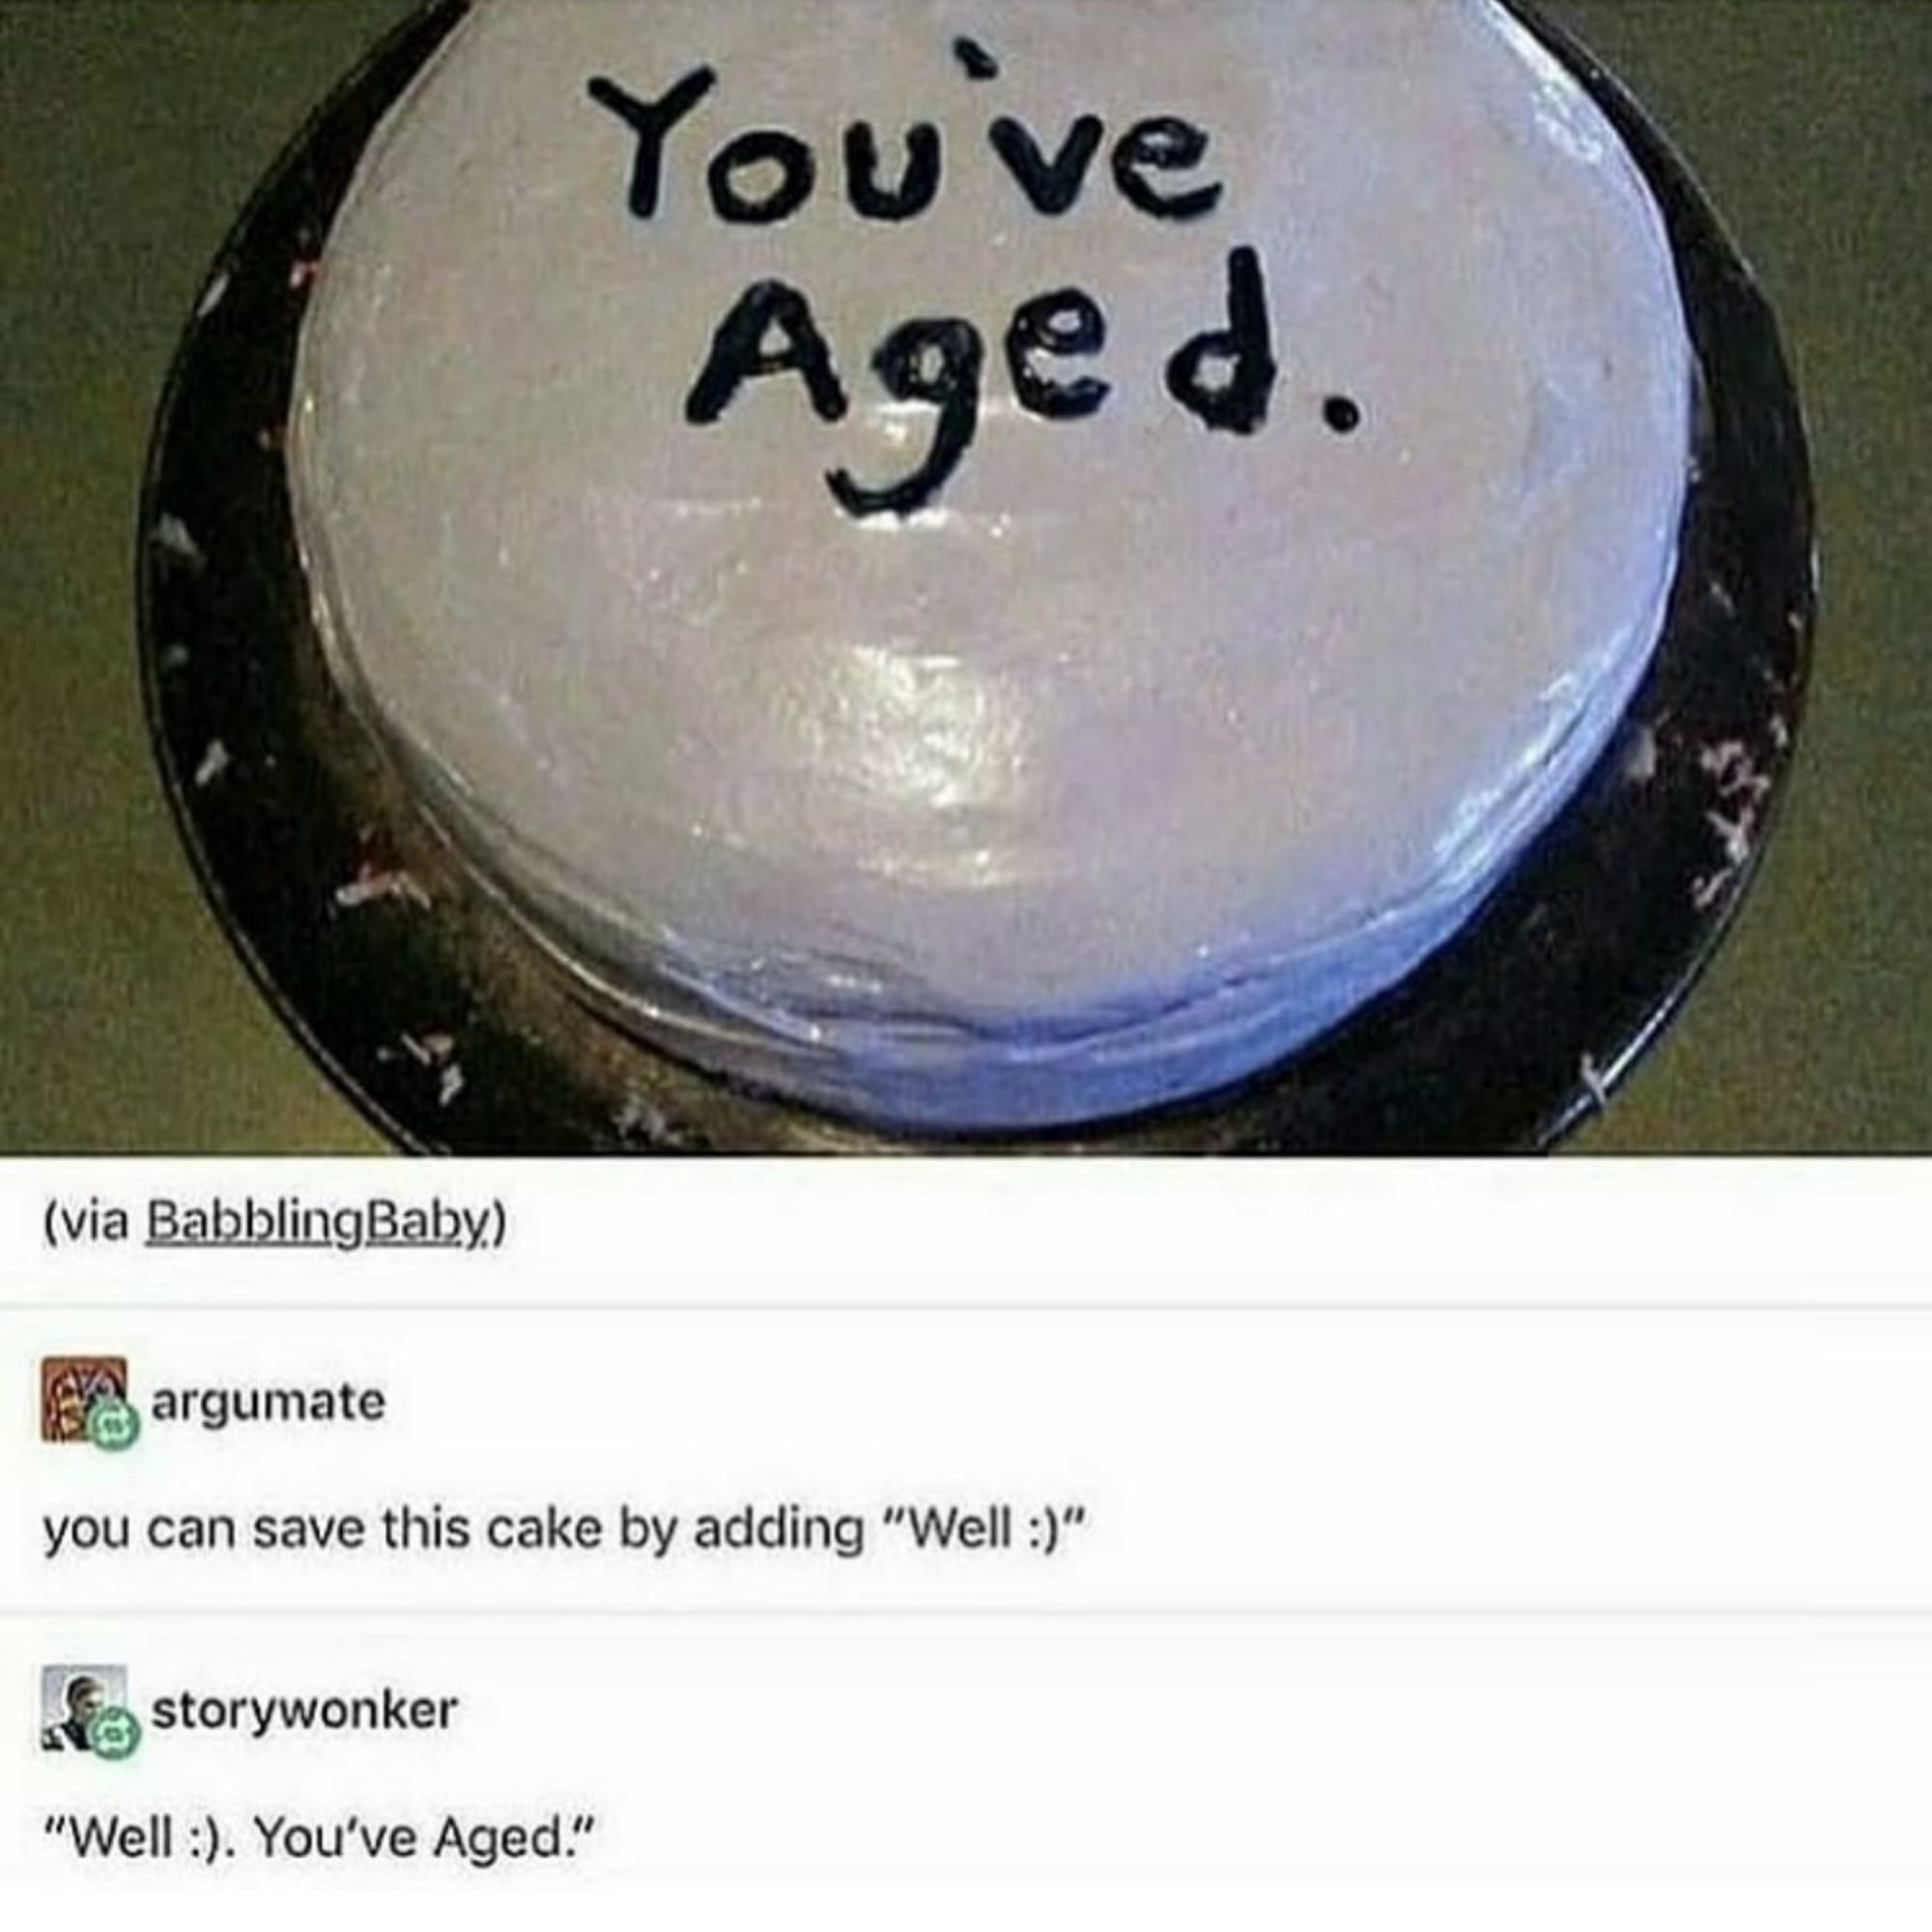 You've
Aged.
(via BabblingBaby)
argumate
you can save this cake by adding “Well :)”
storywonker
“Well :). You’ve Aged.”